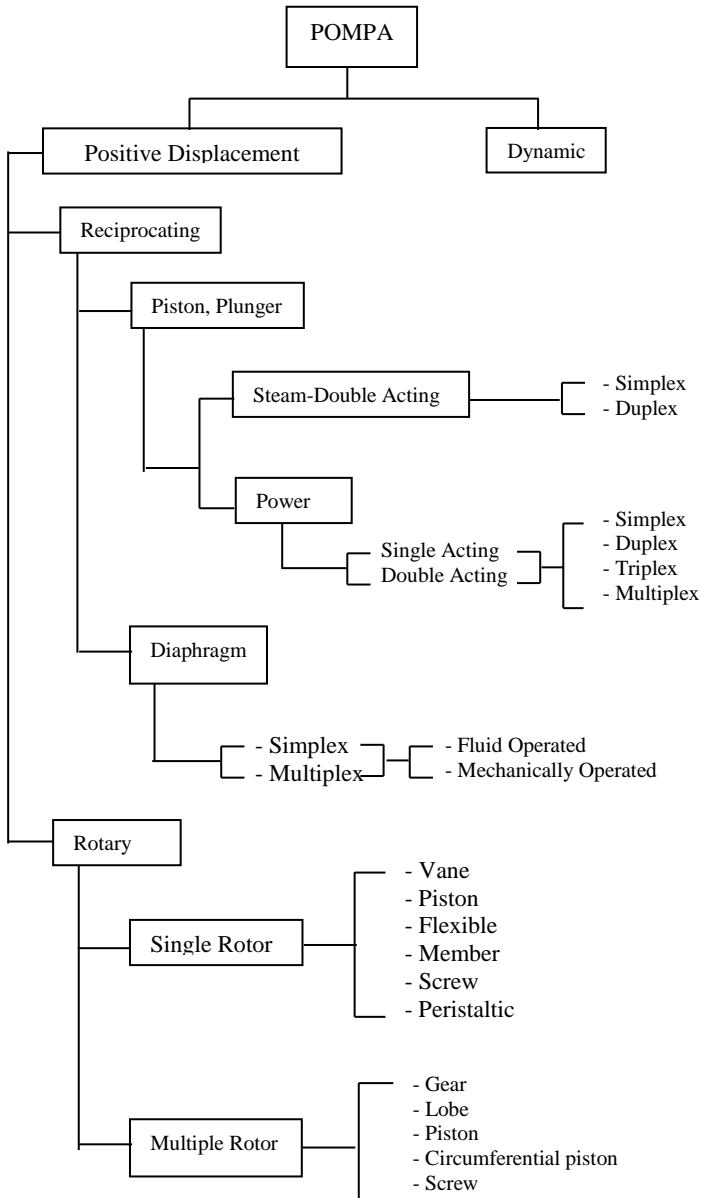 POMPA
Positive Displacement
Dynamic
Reciprocating
Piston, Plunger
Steam-Double Acting
- Simplex
- Duplex
Power
Single Acting
Double Acting
- Simplex
- Duplex
- Triplex
- Multiplex
Diaphragm
- Simplex
- Multiplex
- Fluid Operated
- Mechanically Operated
Rotary
Single Rotor
- Vane
- Piston
- Flexible
- Member
- Screw
- Peristaltic
Multiple Rotor
- Gear
- Lobe
- Piston
- Circumferential piston
- Screw